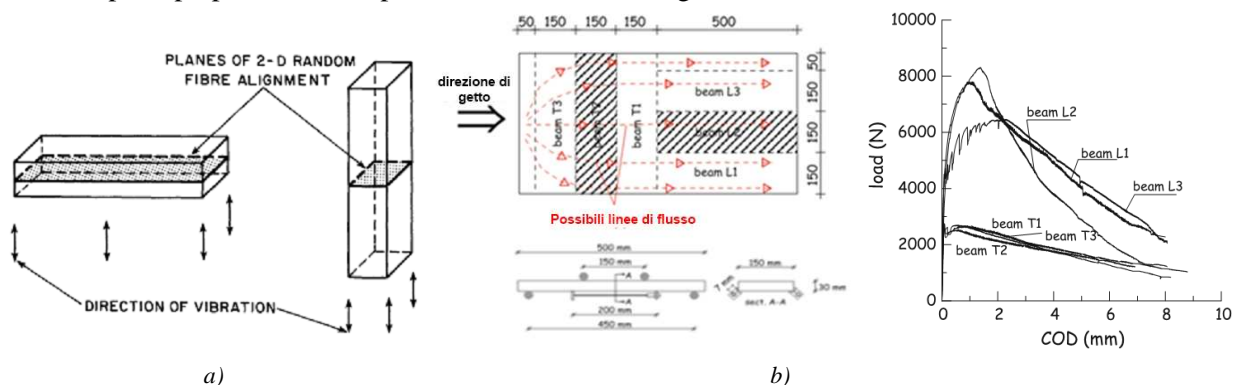 PLANES OF 2-D RANDOM
FIBRE ALIGNMENT
DIRECTION OF VIBRATION
a)
direzione di
getto
50 150 150 150 500
50
150
150
150
beam T3
beam T2
beam T1
beam L3
beam L2
beam L1
Possibili linee di flusso
500 mm
150 mm
A
A
200 mm
450 mm
150 mm
30 mm
sect. A-A
b)
load (N)
10000
8000
6000
4000
2000
0
beam L2
beam L1
beam L3
beam T1
beam T3
beam T2
0 2 4 6 8 10
COD (mm)